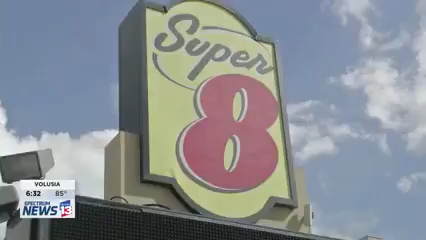 Super
8
VOLUSIA
6:32 85°
SPECTRUM
NEWS 13